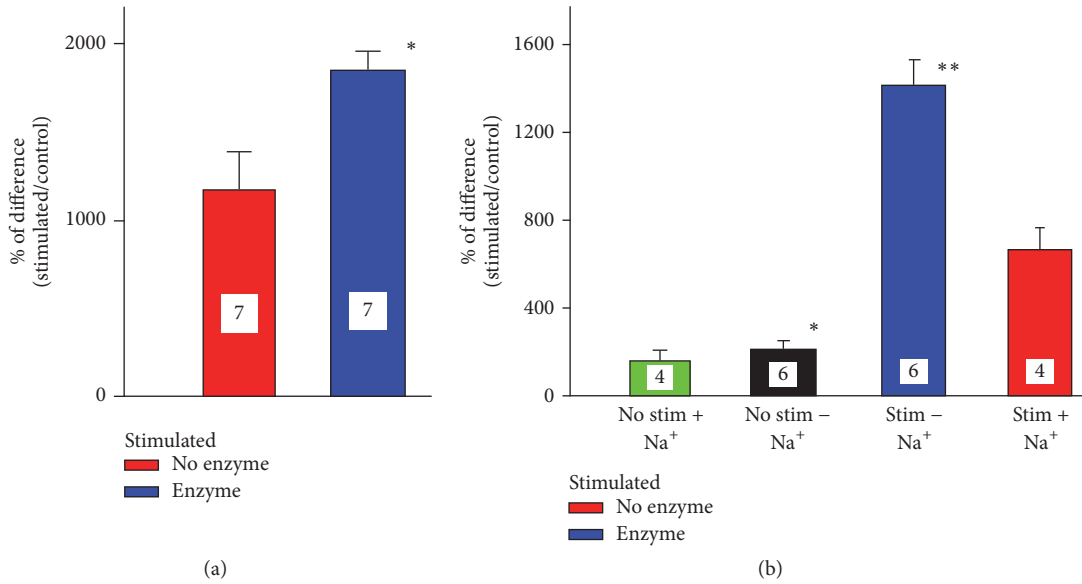 2000
1000
0
% of difference
(stimulated/control)
*
7
7
Stimulated
No enzyme
Enzyme
(a)
1600
1200
800
400
0
% of difference
(stimulated/control)
*
**
4
6
6
4
No stim +
Na⁺
No stim −
Na⁺
Stim −
Na⁺
Stim +
Na⁺
Stimulated
No enzyme
Enzyme
(b)